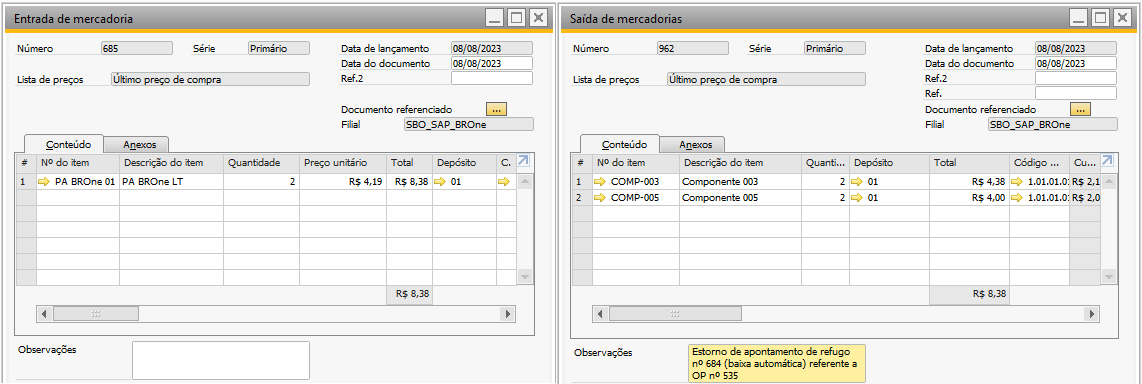 Entrada de mercadoria
Número 685 Série Primário Data de lançamento 08/08/2023
Data do documento 08/08/2023
Lista de preços Último preço de compra Ref.2
Documento referenciado ...
Filial SBO_SAP_BROne
Conteúdo Anexos
# Nº do item Descrição do item Quantidade Preço unitário Total Depósito C.
1 PA BROne 01 PA BROne LT 2 R$ 4,19 R$ 8,38 01
R$ 8,38
Observações
Saída de mercadorias
Número 962 Série Primário Data de lançamento 08/08/2023
Data do documento 08/08/2023
Lista de preços Último preço de compra Ref.2
Ref.
Documento referenciado ...
Filial SBO_SAP_BROne
Conteúdo Anexos
# Nº do item Descrição do item Quanti... Depósito Total Código ... Cu...
1 COMP-003 Componente 003 2 01 R$ 4,38 1.01.01.01 R$ 2,1
2 COMP-005 Componente 005 2 01 R$ 4,00 1.01.01.01 R$ 2,0
R$ 8,38
Observações
Estorno de apontamento de refugo
nº 684 (baixa automática) referente a
OP nº 535